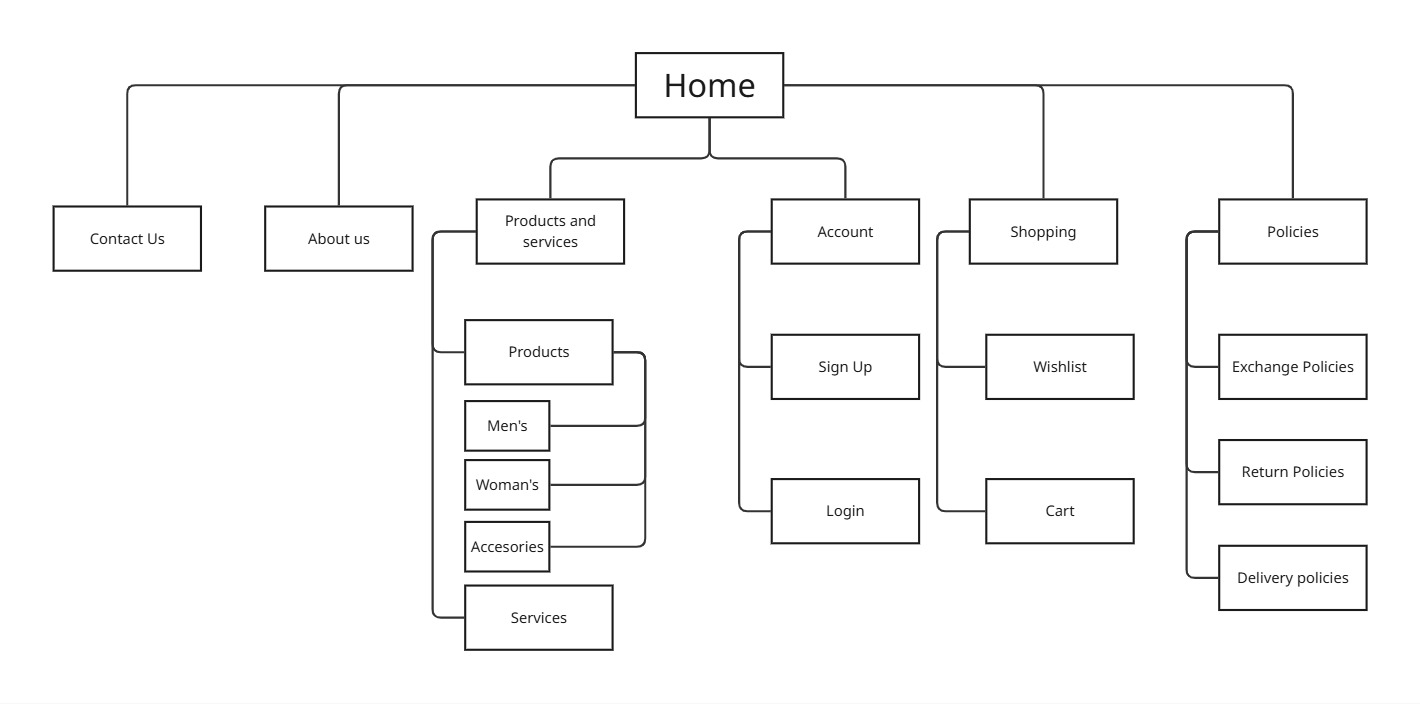 Home
Contact Us
About us
Products and
services
Account
Shopping
Policies
Products
Men's
Woman's
Accesories
Services
Sign Up
Login
Wishlist
Cart
Exchange Policies
Return Policies
Delivery policies